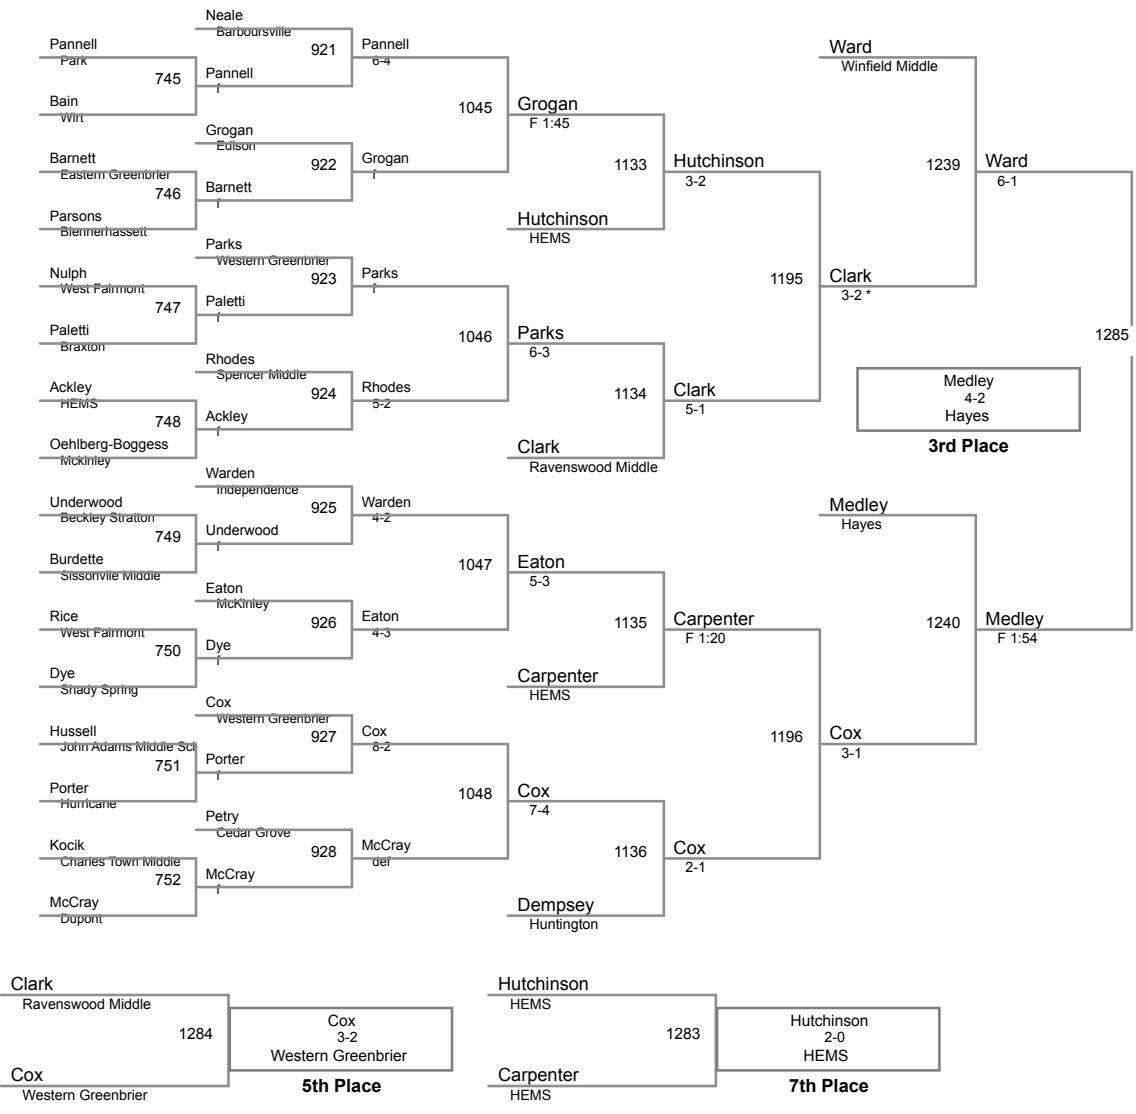 Neale
Barboursville
Pannell
Park
921
Pannell
6-4
745
Pannell
f
Bain
Wirt
1045
Grogan
F 1:45
Grogan
Edison
Barnett
Eastern Greenbrier
922
Grogan
f
746
Barnett
f
Parsons
Blennerhassett
1133
Hutchinson
3-2
Hutchinson
HEMS
Parks
Western Greenbrier
Nulph
West Fairmont
923
Parks
f
747
Paletti
f
Paletti
Braxton
1046
Parks
6-3
Rhodes
Spencer Middle
Ackley
HEMS
924
Rhodes
5-2
748
Ackley
f
Oehlberg-Boggess
Mckinley
1134
Clark
5-1
Clark
Ravenswood Middle
1195
Clark
3-2 *
Ward
Winfield Middle
1239
Ward
6-1
1285
Medley
4-2
Hayes
3rd Place
Warden
Independence
Underwood
Beckley Stratton
925
Warden
4-2
749
Underwood
f
Burdette
Sissonvile Middle
1047
Eaton
5-3
Eaton
McKinley
Rice
West Fairmont
926
Eaton
4-3
750
Dye
f
Dye
Shady Spring
1135
Carpenter
F 1:20
Carpenter
HEMS
Cox
Western Greenbrier
Hussell
John Adams Middle Scl
927
Cox
8-2
751
Porter
f
Porter
Hurricane
1048
Cox
7-4
Petry
Cedar Grove
Kocik
Charles Town Middle
928
McCray
def
752
McCray
f
McCray
Dupont
1136
Cox
2-1
Dempsey
Huntington
1196
Cox
3-1
Medley
Hayes
1240
Medley
F 1:54
Clark
Ravenswood Middle
1284
Cox
Western Greenbrier
Cox
3-2
Western Greenbrier
5th Place
Hutchinson
HEMS
1283
Carpenter
HEMS
Hutchinson
2-0
HEMS
7th Place